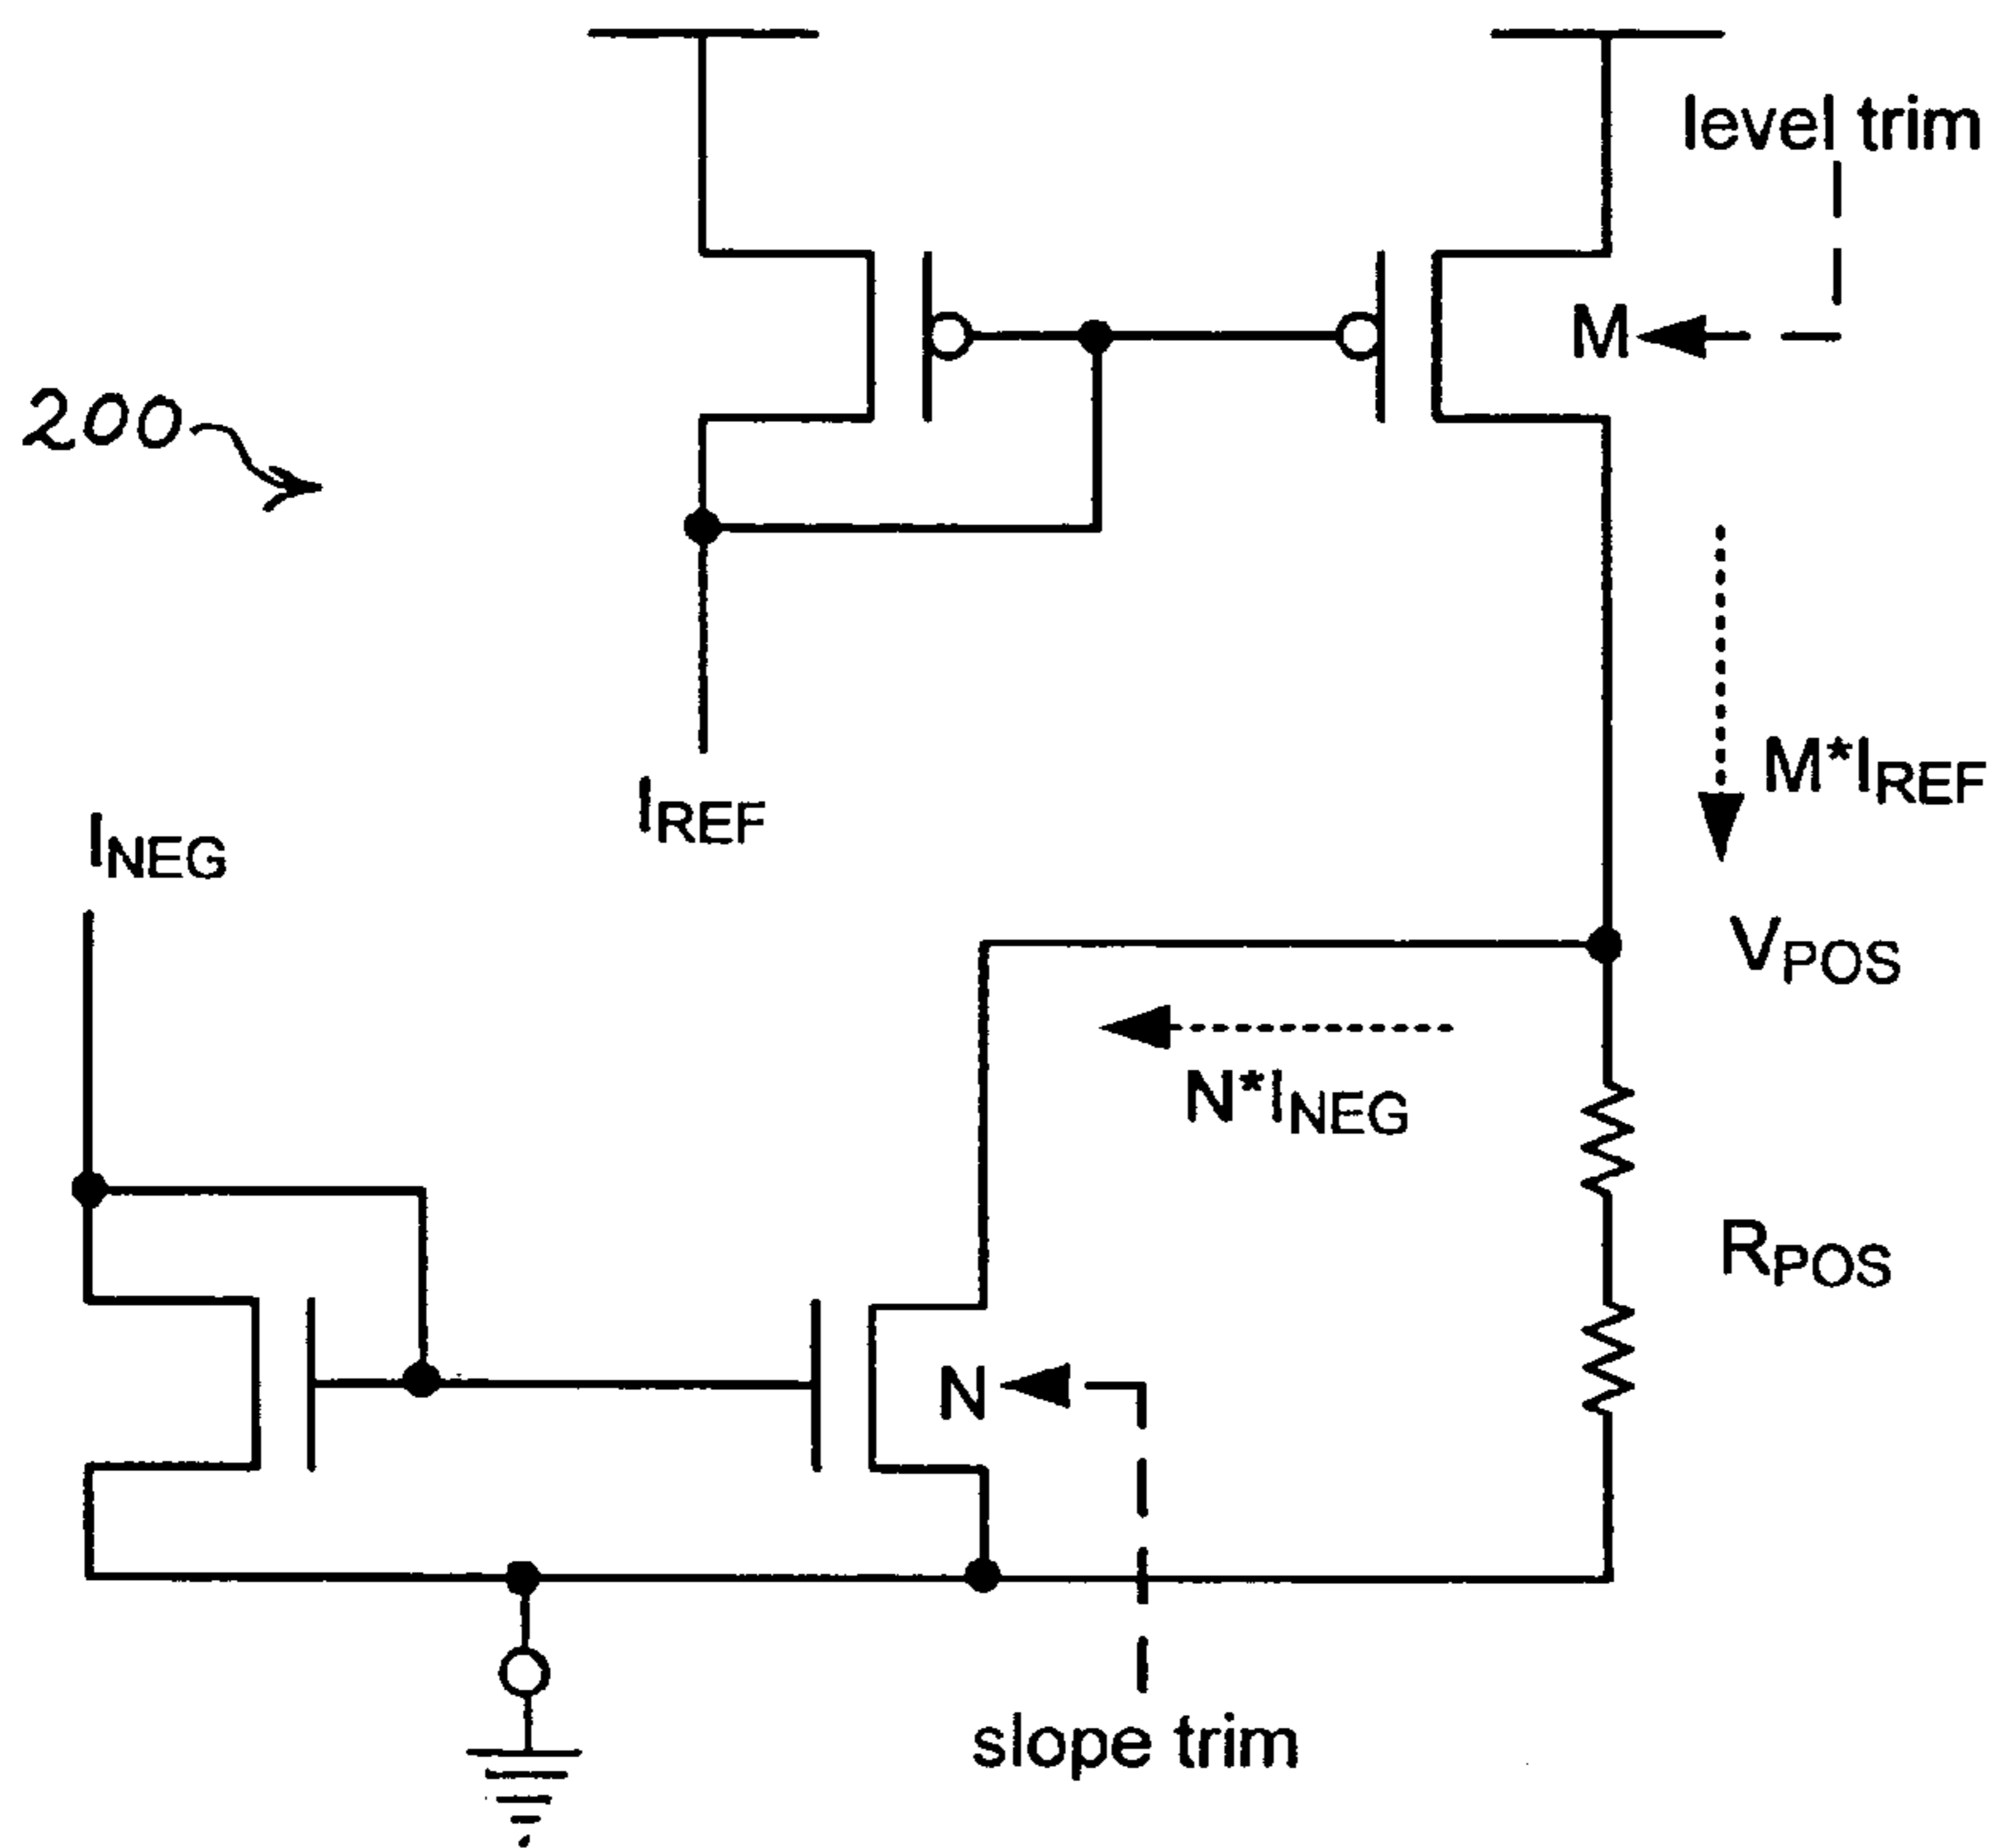 level trim
M
200
M*IREF
IREF
INEG
VPOS
N*INEG
RPOS
N
slope trim